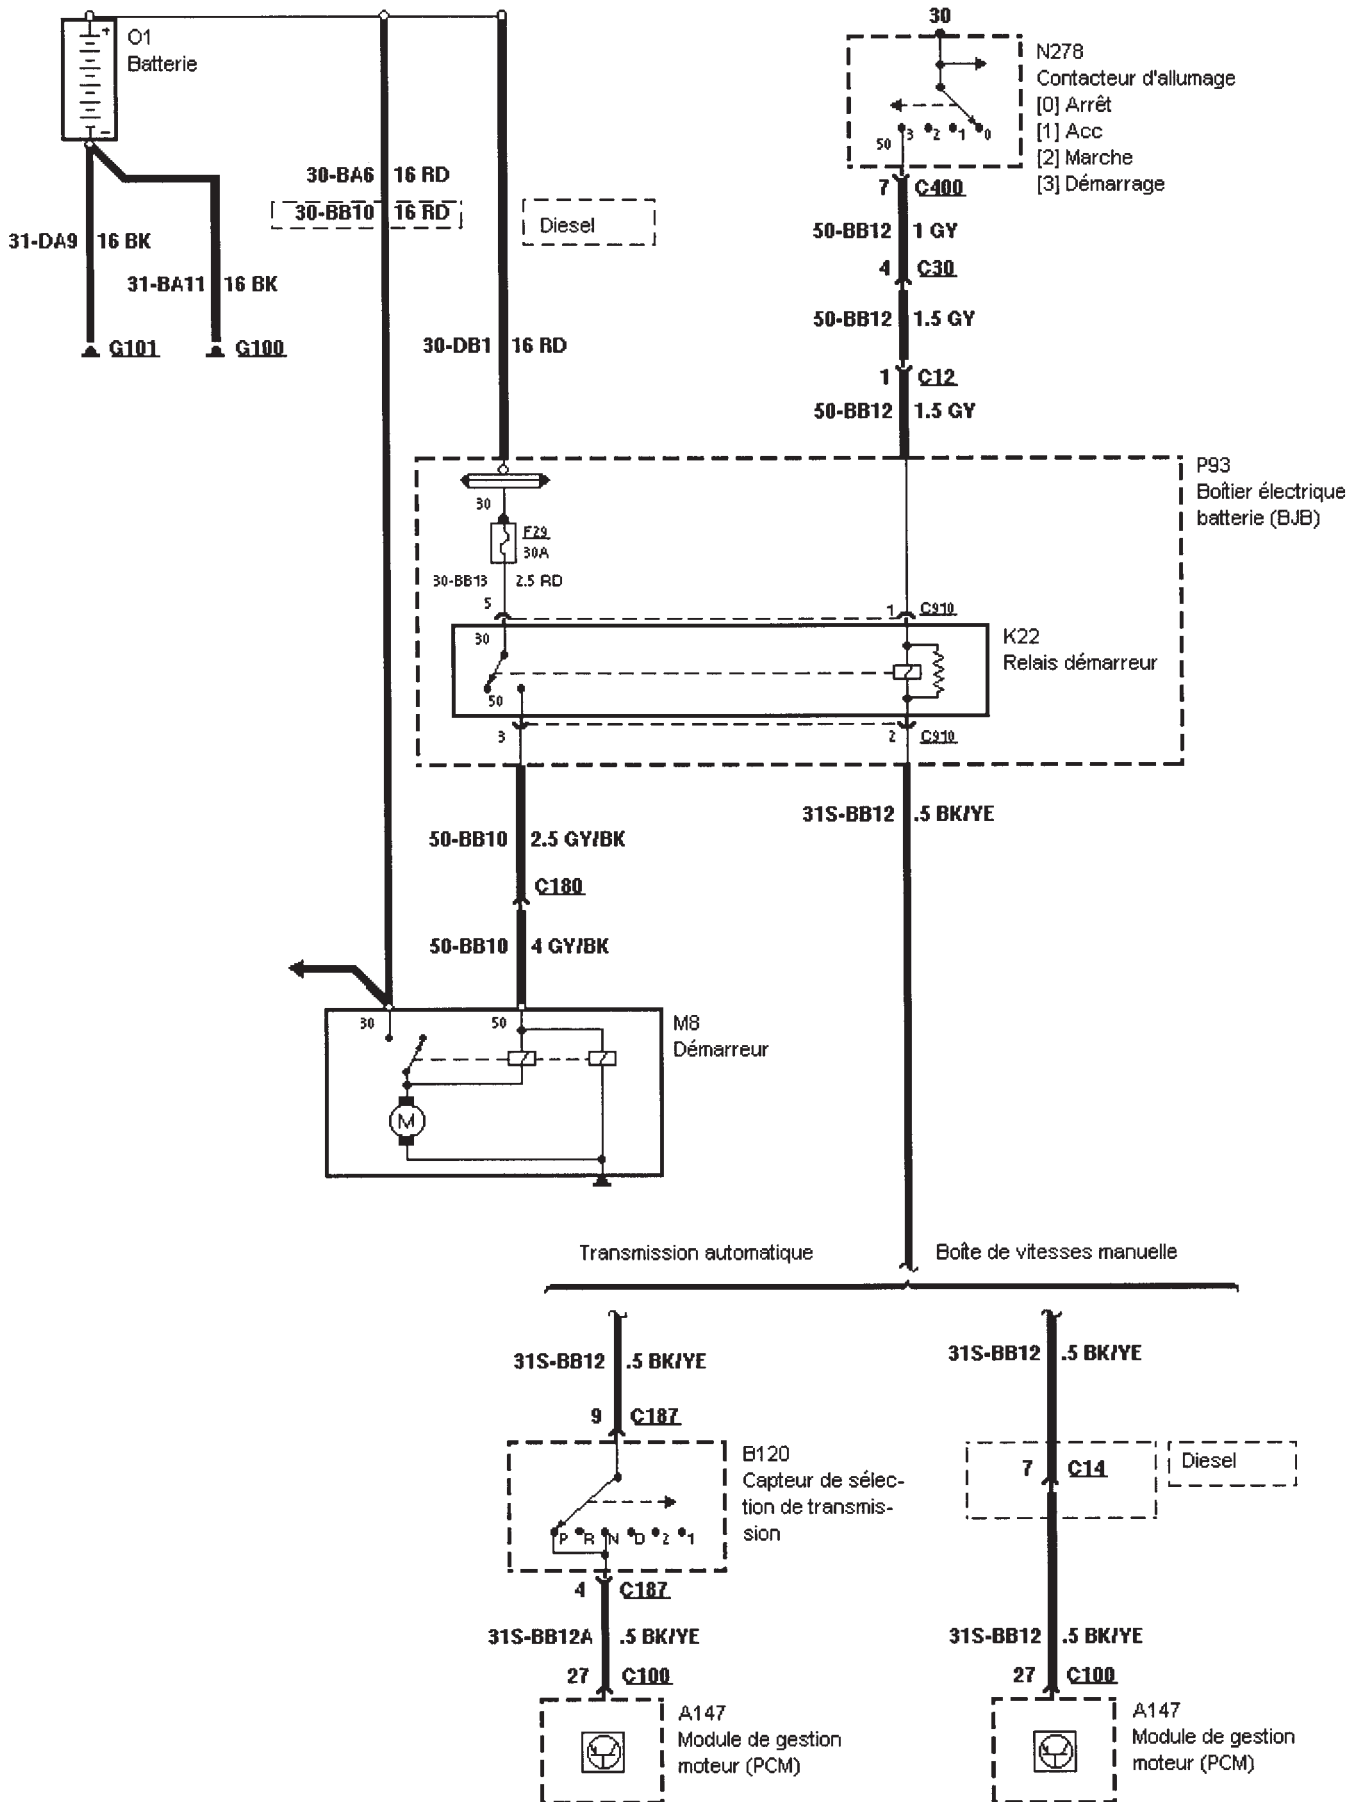 01
Batterie
30
N278
Contacteur d'allumage
[0] Arrêt
[1] Acc
[2] Marche
[3] Démarrage
3 2 1 0
50
7 C400
50-BB12 1 GY
4 C30
50-BB12 1.5 GY
1 C12
50-BB12 1.5 GY
30-BA6 16 RD
30-BB10 16 RD
Diesel
31-DA9 16 BK
31-BA11 16 BK
G101
G100
30-DB1 16 RD
P93
Boîtier électrique
batterie (BJB)
30
F29
30A
30-BB13 2.5 RD
5
1 C910
K22
Relais démarreur
30
50
3
2 C910
31S-BB12 .5 BK/YE
50-BB10 2.5 GY/BK
C180
50-BB10 4 GY/BK
30
50
M8
Démarreur
M
Transmission automatique
Boîte de vitesses manuelle
31S-BB12 .5 BK/YE
31S-BB12 .5 BK/YE
9 C187
B120
Capteur de sélec-
tion de transmis-
sion
P R N D 2 1
7 C14
Diesel
4 C187
31S-BB12A .5 BK/YE
31S-BB12 .5 BK/YE
27 C100
27 C100
A147
Module de gestion
moteur (PCM)
A147
Module de gestion
moteur (PCM)